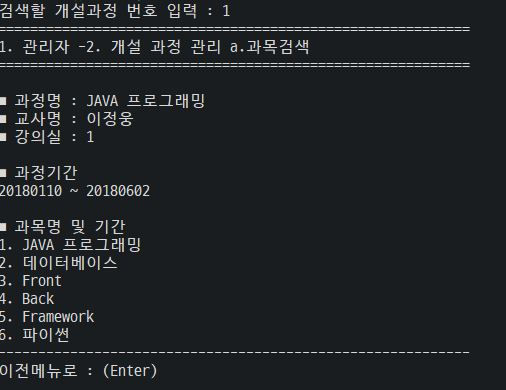 검색할 개설과정 번호 입력 : 1
==================================================
1. 관리자 -2. 개설 과정 관리 a.과목검색
==================================================
■ 과정명 : JAVA 프로그래밍
■ 교사명 : 이정웅
■ 강의실 : 1
■ 과정기간
20180110 ~ 20180602
■ 과목명 및 기간
1. JAVA 프로그래밍
2. 데이터베이스
3. Front
4. Back
5. Framework
6. 파이썬
--------------------------------------------------
이전메뉴로 : (Enter)